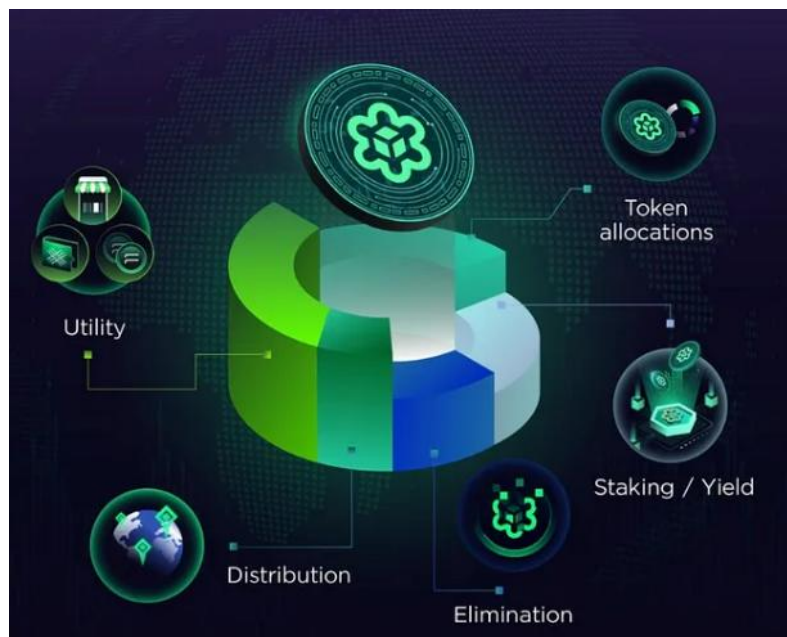 Token
allocations
Utility
Staking / Yield
Distribution
Elimination